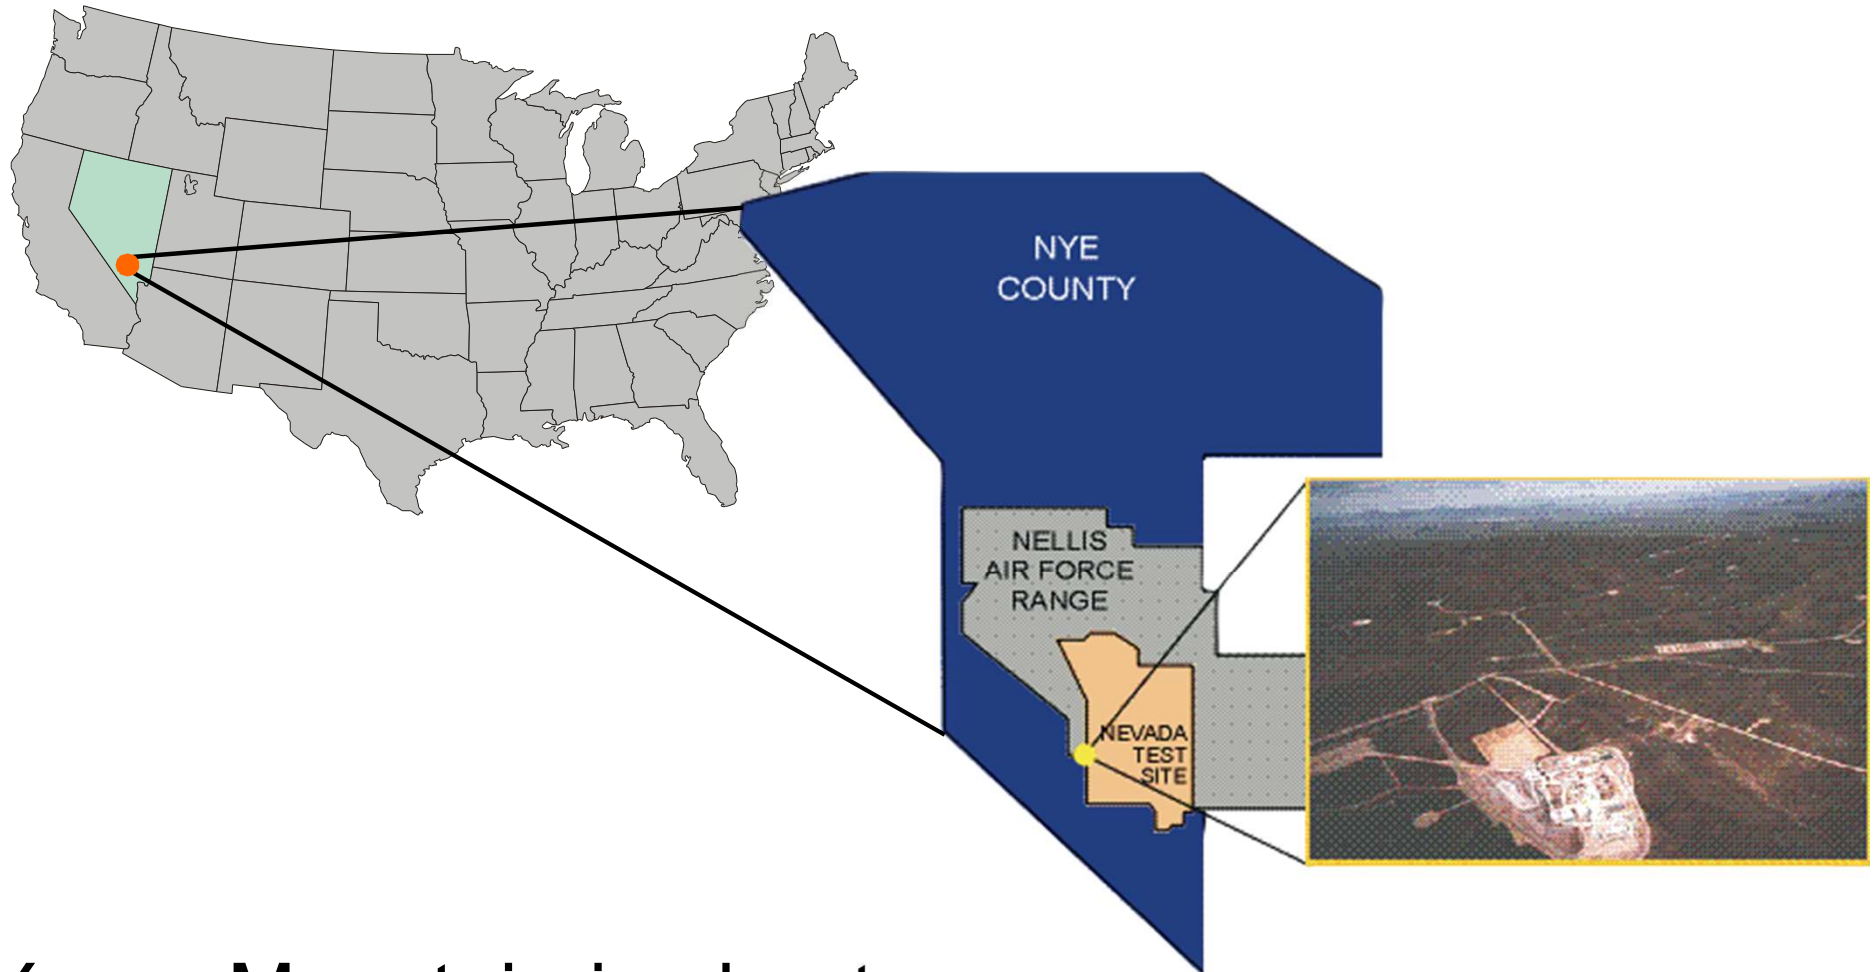 NYE
COUNTY
NELLIS
AIR FORCE
RANGE
NEVADA
TEST
SITE